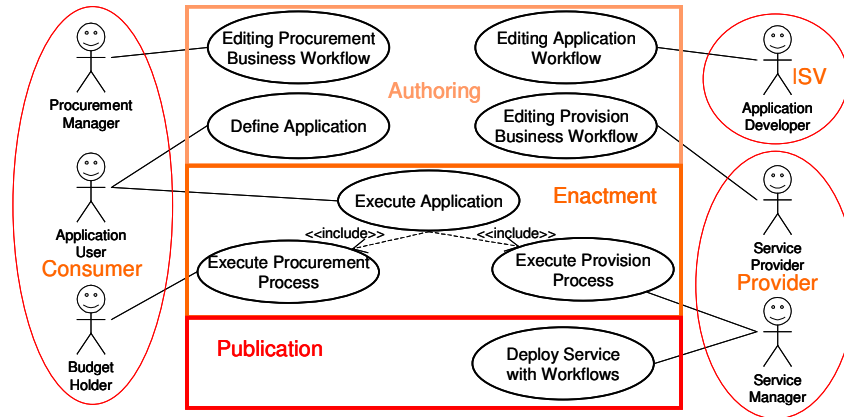 Editing Procurement
Business Workflow
Editing Application
Workflow
ISV
Procurement
Manager
Authoring
Application
Developer
Define Application
Editing Provision
Business Workflow
Execute Application
Enactment
Application
User
<<include>>
<<include>>
Service
Provider
Consumer
Execute Procurement
Process
Execute Provision
Process
Provider
Publication
Deploy Service
with Workflows
Budget
Holder
Service
Manager